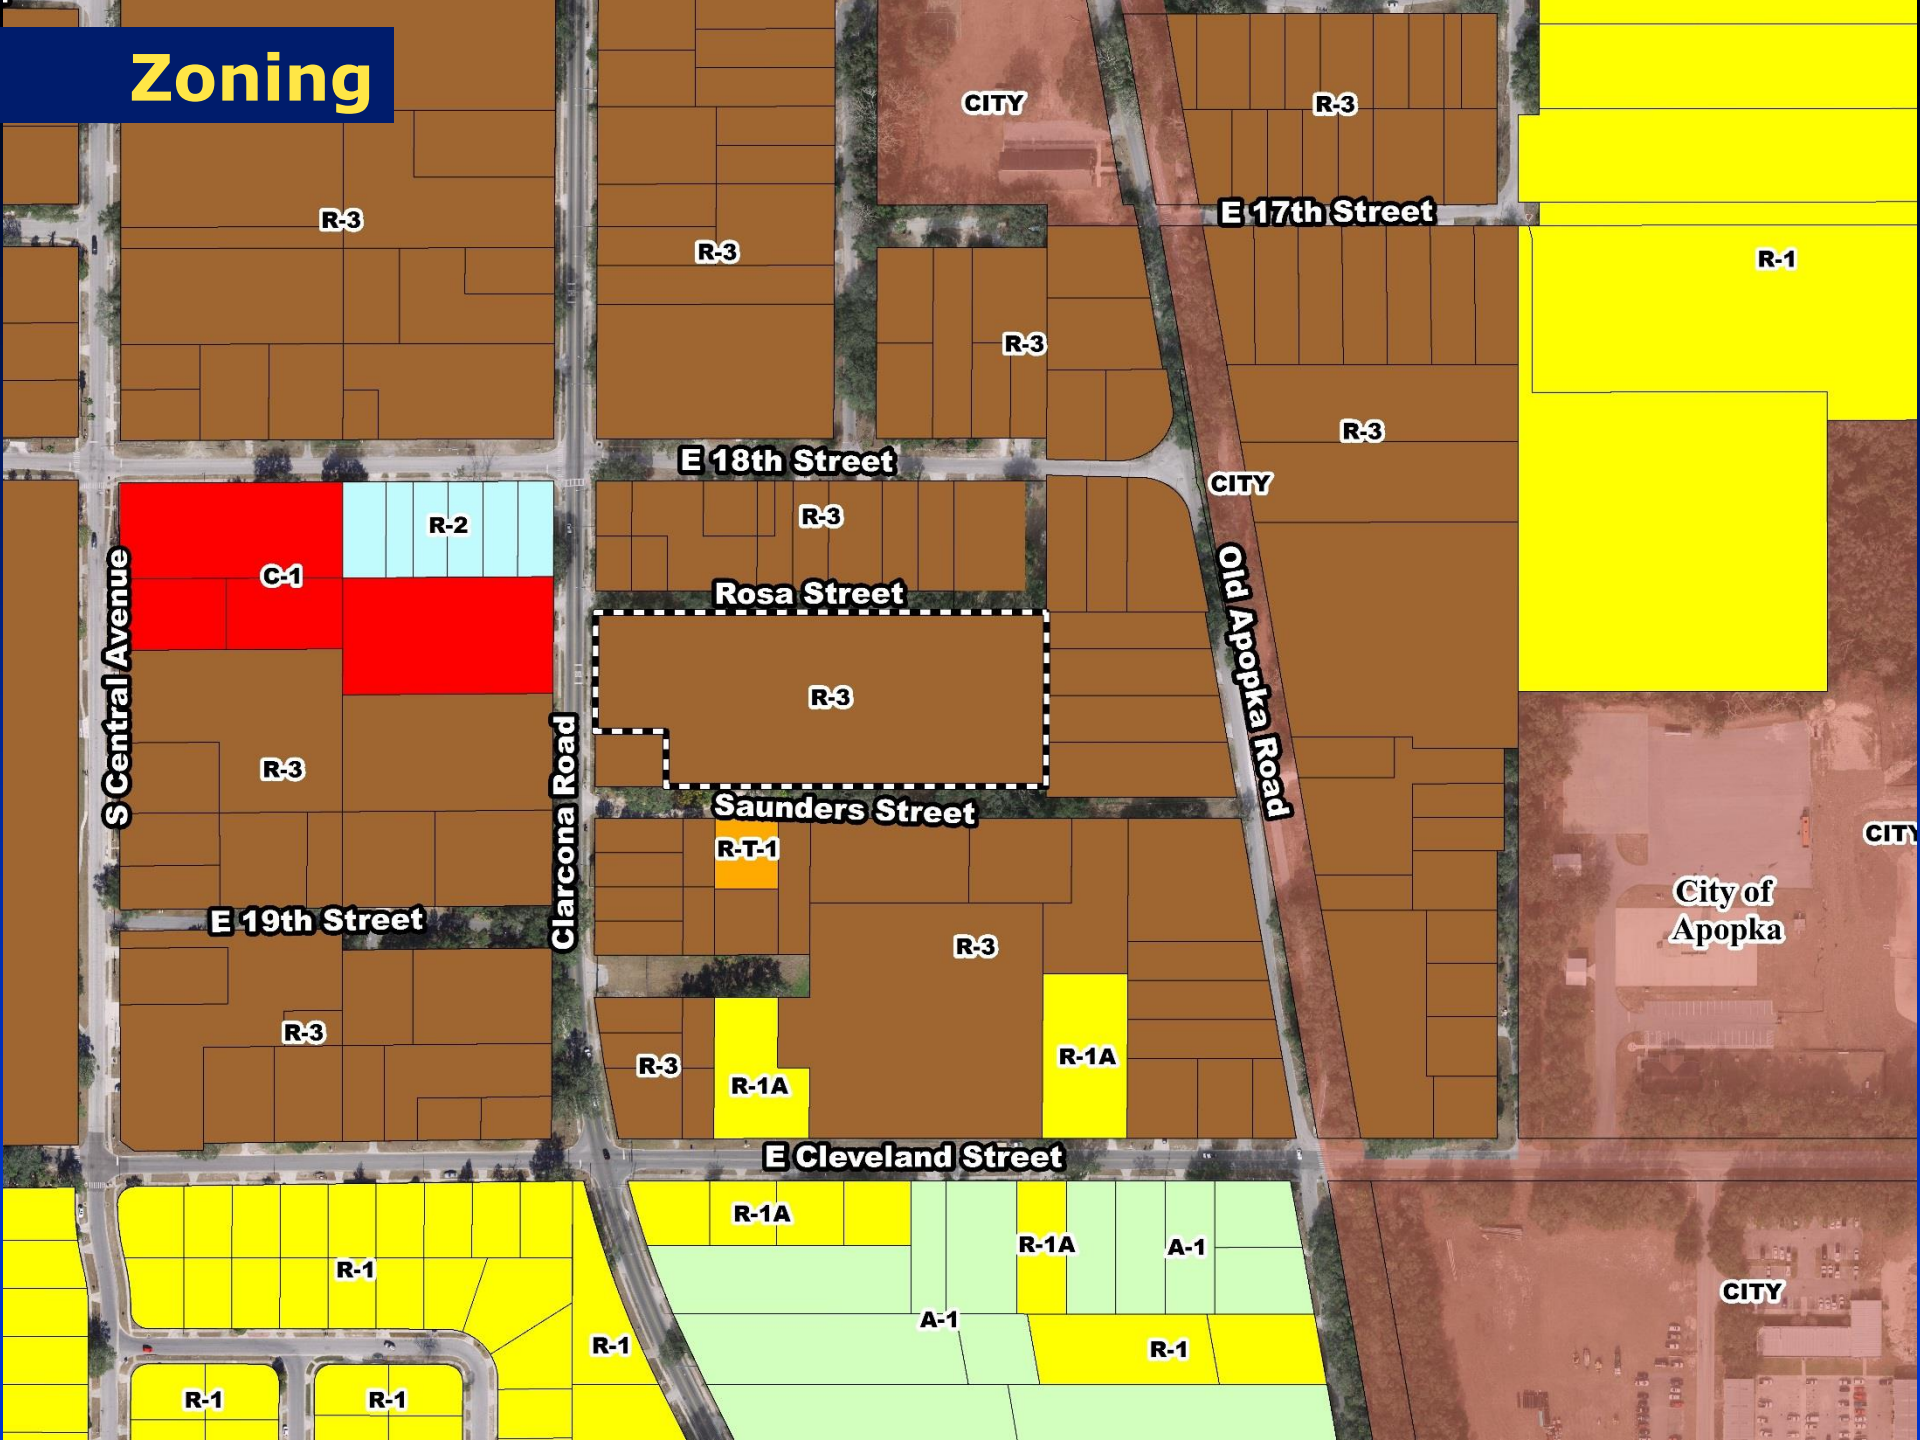 Zoning
CITY
R-3
E 17th Street
R-3
R-3
R-1
R-3
R-3
E 18th Street
CITY
R-2
R-3
C-1
Rosa Street
S Central Avenue
Old Apopka Road
R-3
R-3
Clarcona Road
Saunders Street
R-T-1
CITY
City of
Apopka
E 19th Street
R-3
R-3
R-3
R-1A
R-1A
E Cleveland Street
R-1A
R-1A
A-1
R-1
CITY
A-1
R-1
R-1
R-1
R-1